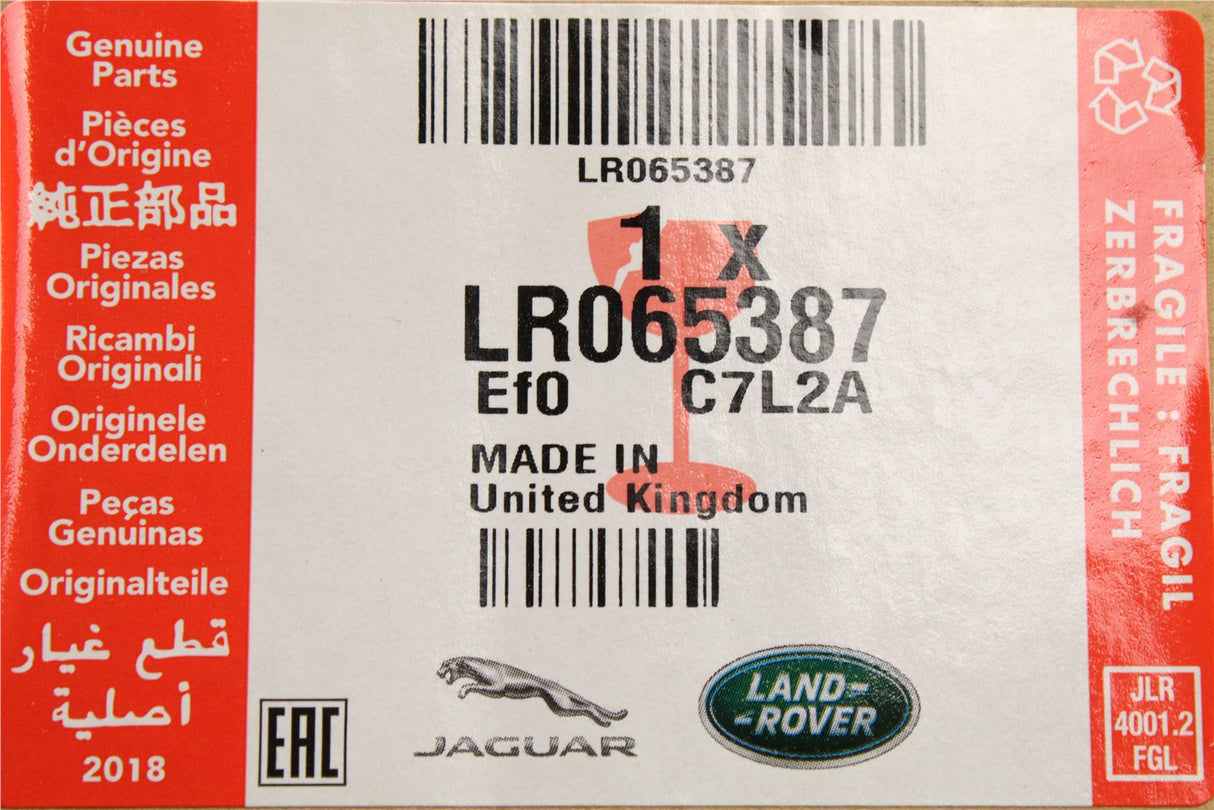 Genuine
Parts
Pièces
d'Origine
純正部品
Piezas
Originales
Ricambi
Originali
Originele
Onderdelen
Peças
Genuinas
Originalteile
قطع غيار
أصلية
2018
LR065387
1 x
LR065387
Ef0 C7L2A
MADE IN
United Kingdom
EAC
JAGUAR
LAND-
-ROVER
FRAGILE : FRAGIL
ZERBRECHLICH
JLR
4001.2
FGL